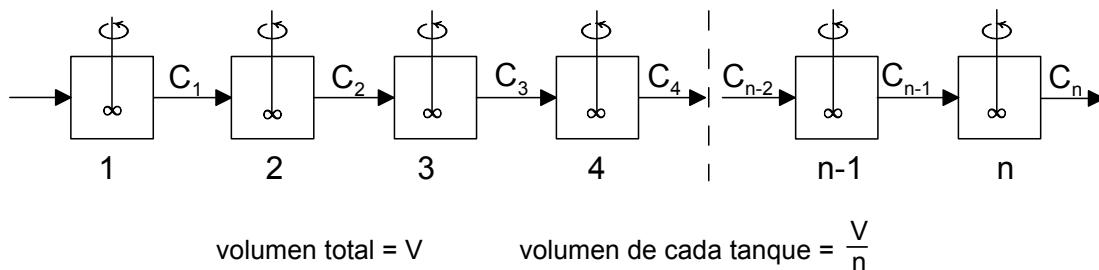 C₁ C₂ C₃ C₄ Cₙ₋₂ Cₙ₋₁ Cₙ
∞ ∞ ∞ ∞ ∞ ∞
1 2 3 4 n-1 n
volumen total = V volumen de cada tanque = V/n